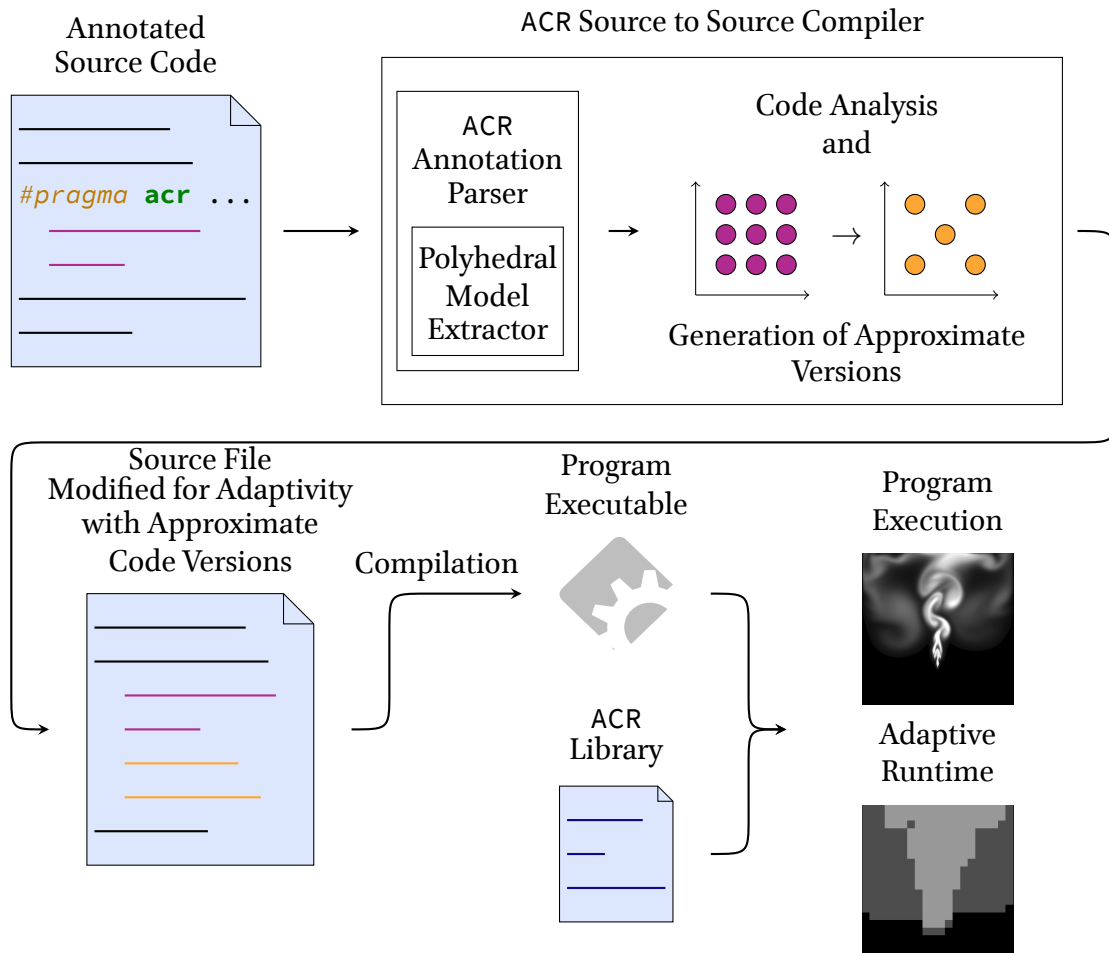 Annotated
Source Code
#pragma acr ...
ACR Source to Source Compiler
ACR
Annotation
Parser
Polyhedral
Model
Extractor
Code Analysis
and
Generation of Approximate
Versions
Source File
Modified for Adaptivity
with Approximate
Code Versions
Compilation
Program
Executable
ACR
Library
Program
Execution
Adaptive
Runtime